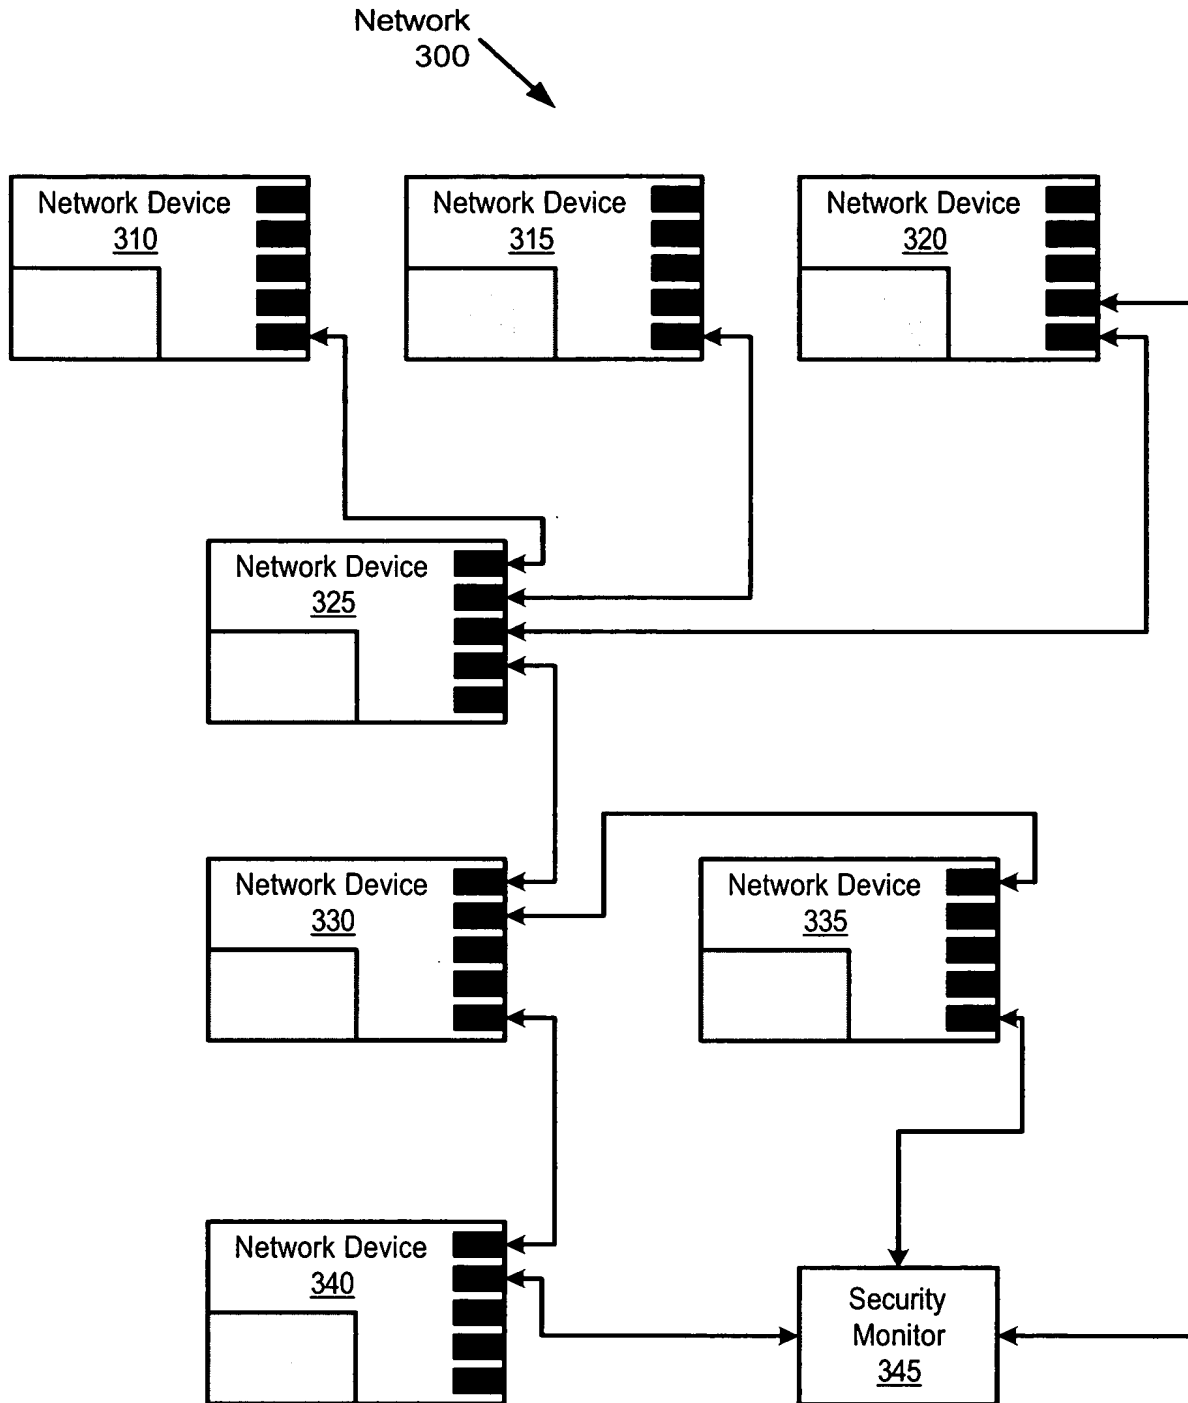 Network
300
Network Device
310
Network Device
315
Network Device
320
Network Device
325
Network Device
330
Network Device
335
Network Device
340
Security
Monitor
345